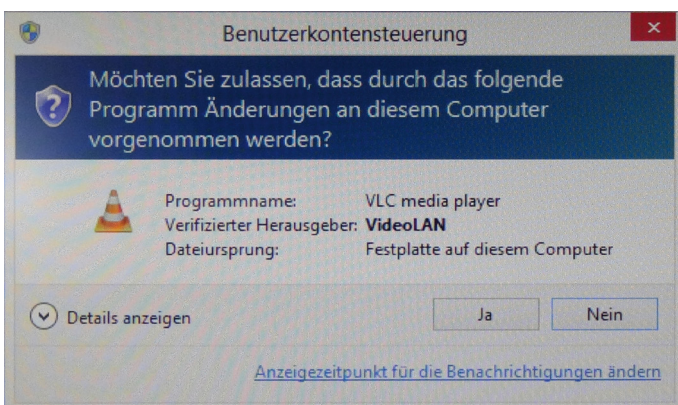 Benutzerkontensteuerung
Möchten Sie zulassen, dass durch das folgende
Programm Änderungen an diesem Computer
vorgenommen werden?
Programmname: VLC media player
Verifizierter Herausgeber: VideoLAN
Dateiursprung: Festplatte auf diesem Computer
Details anzeigen Ja Nein
Anzeigezeitpunkt für die Benachrichtigungen ändern